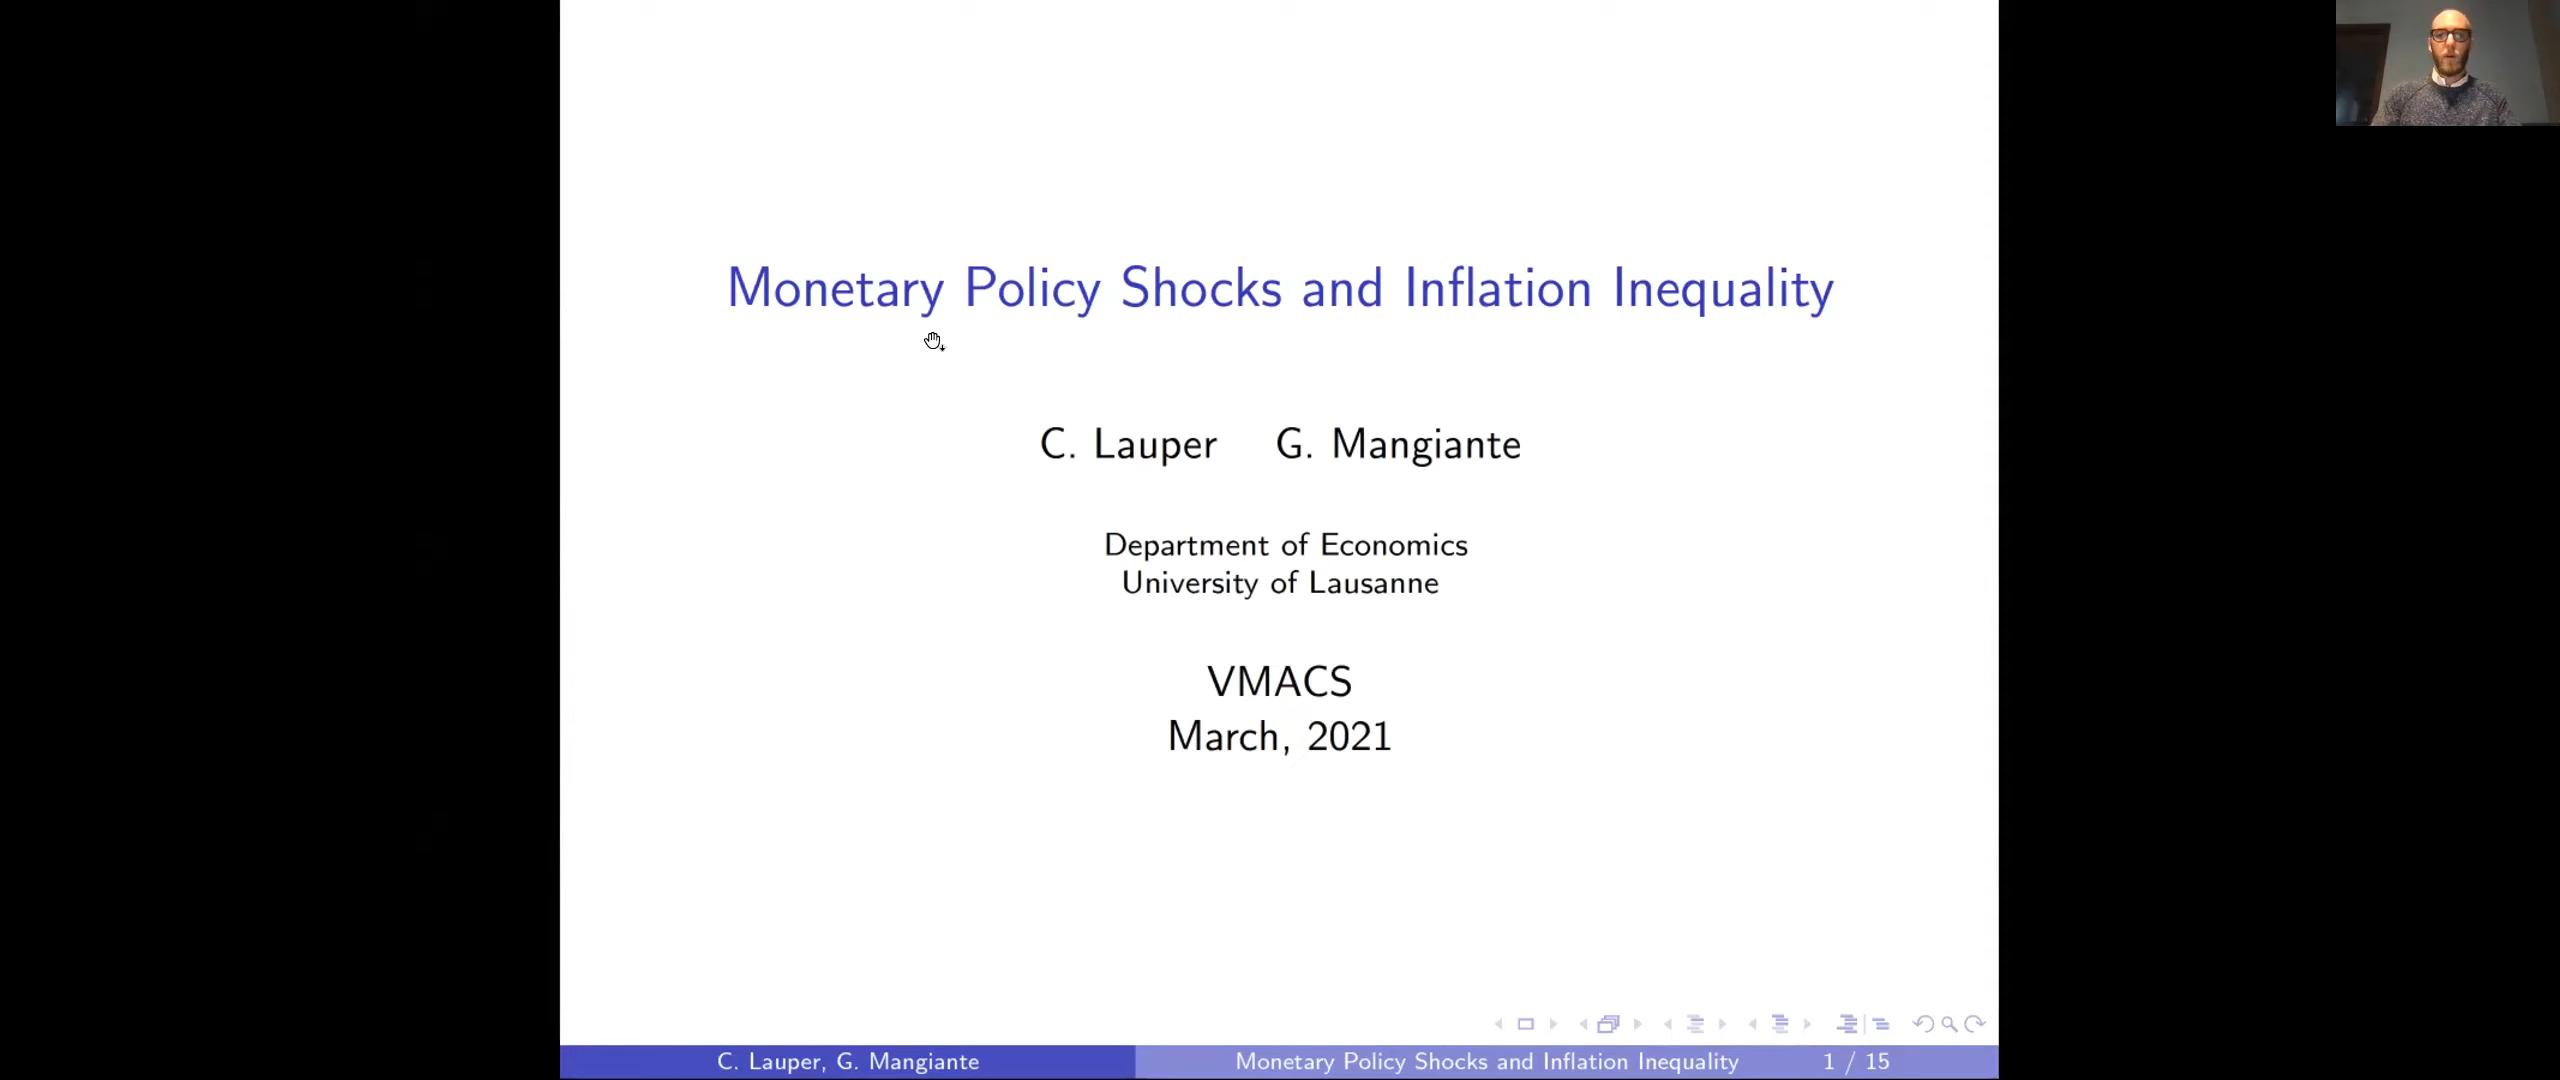 Monetary Policy Shocks and Inflation Inequality
C. Lauper G. Mangiante
Department of Economics
University of Lausanne
VMACS
March, 2021
C. Lauper, G. Mangiante Monetary Policy Shocks and Inflation Inequality 1 / 15